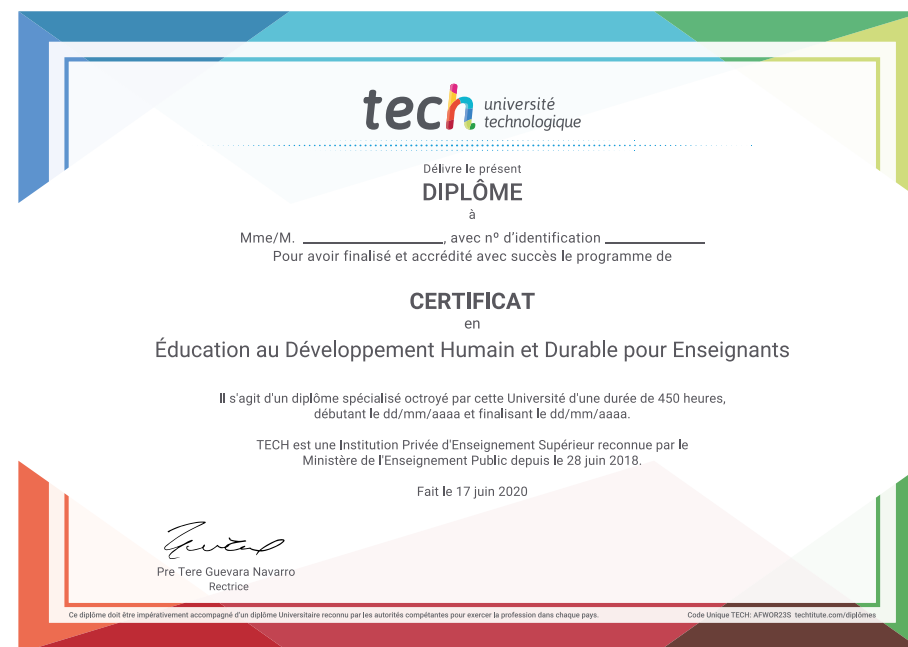 tech université
technologique
Délivre le présent
DIPLÔME
à
Mme/M. ____________________, avec nº d'identification ______________
Pour avoir finalisé et accrédité avec succès le programme de
CERTIFICAT
en
Éducation au Développement Humain et Durable pour Enseignants
Il s'agit d'un diplôme spécialisé octroyé par cette Université d'une durée de 450 heures,
débutant le dd/mm/aaaa et finalisant le dd/mm/aaaa.
TECH est une Institution Privée d'Enseignement Supérieur reconnue par le
Ministère de l'Enseignement Public depuis le 28 juin 2018.
Fait le 17 juin 2020
Pre Tere Guevara Navarro
Rectrice
Ce diplôme doit être impérativement accompagné d'un diplôme Universitaire reconnu par les autorités compétantes pour exercer la profession dans chaque pays.
Code Unique TECH: AFWOR23S techtitute.com/diplômes